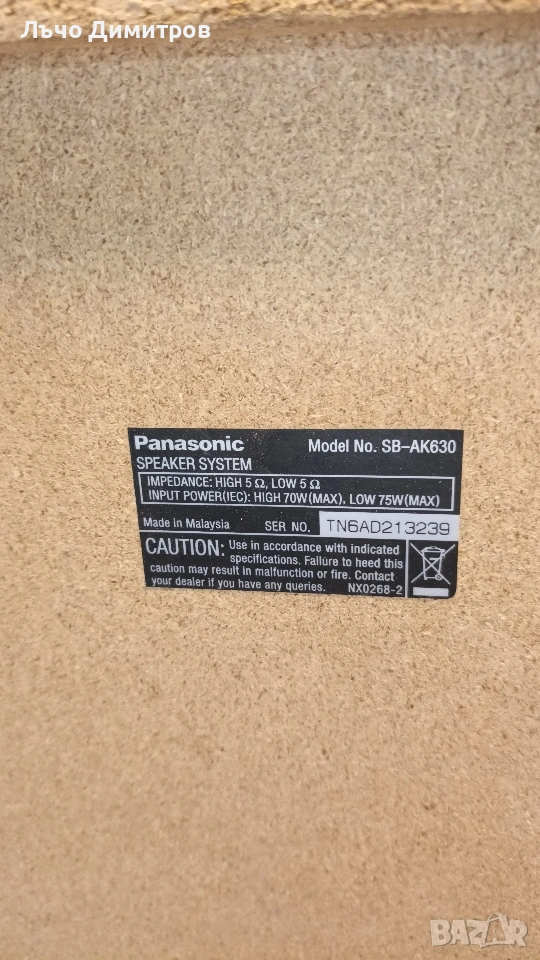 Лъчо Димитров
Panasonic Model No. SB-AK630
SPEAKER SYSTEM
IMPEDANCE: HIGH 5 Ω, LOW 5 Ω
INPUT POWER(IEC): HIGH 70W(MAX), LOW 75W(MAX)
Made in Malaysia SER NO. TN6AD213239
CAUTION: Use in accordance with indicated
specifications. Failure to heed this
caution may result in malfunction or fire. Contact
your dealer if you have any queries. NX0268-2
BAZAR